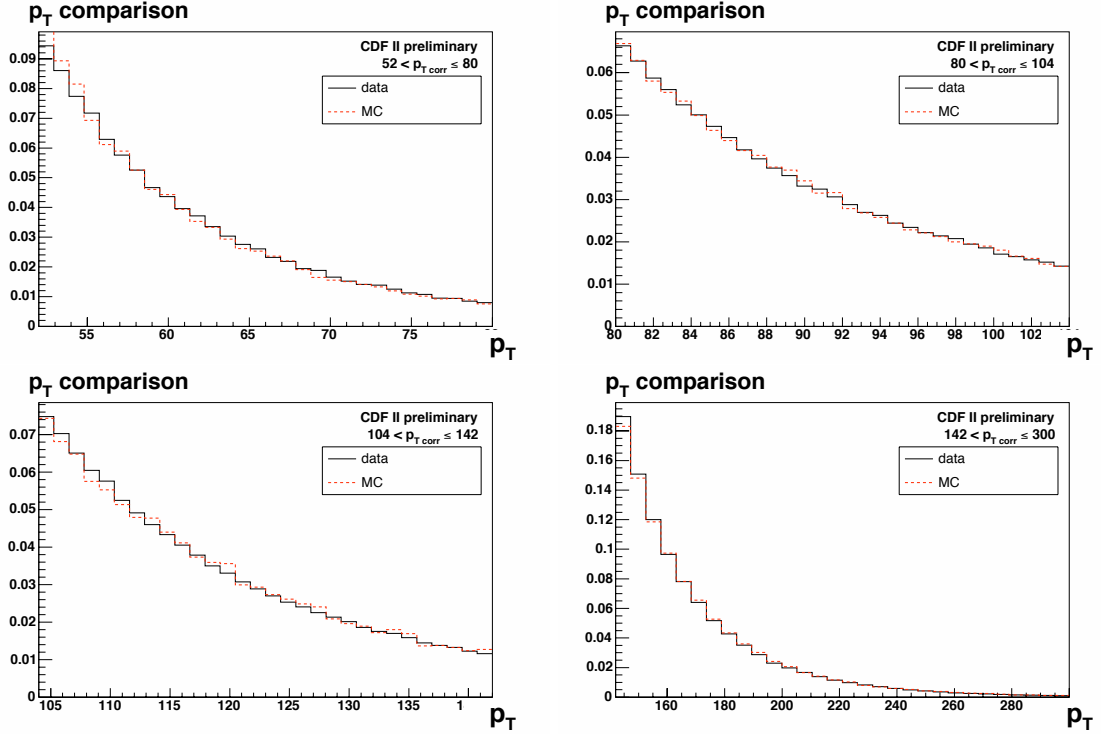 p_T comparison
CDF II preliminary
52 < p_T corr ≤ 80
data
MC
0.09
0.08
0.07
0.06
0.05
0.04
0.03
0.02
0.01
0
55 60 65 70 75
p_T
p_T comparison
CDF II preliminary
80 < p_T corr ≤ 104
data
MC
0.06
0.05
0.04
0.03
0.02
0.01
0
80 82 84 86 88 90 92 94 96 98 100 102
p_T
p_T comparison
CDF II preliminary
104 < p_T corr ≤ 142
data
MC
0.07
0.06
0.05
0.04
0.03
0.02
0.01
0
105 110 115 120 125 130 135 1
p_T
p_T comparison
CDF II preliminary
142 < p_T corr ≤ 300
data
MC
0.18
0.16
0.14
0.12
0.1
0.08
0.06
0.04
0.02
0
160 180 200 220 240 260 280
p_T